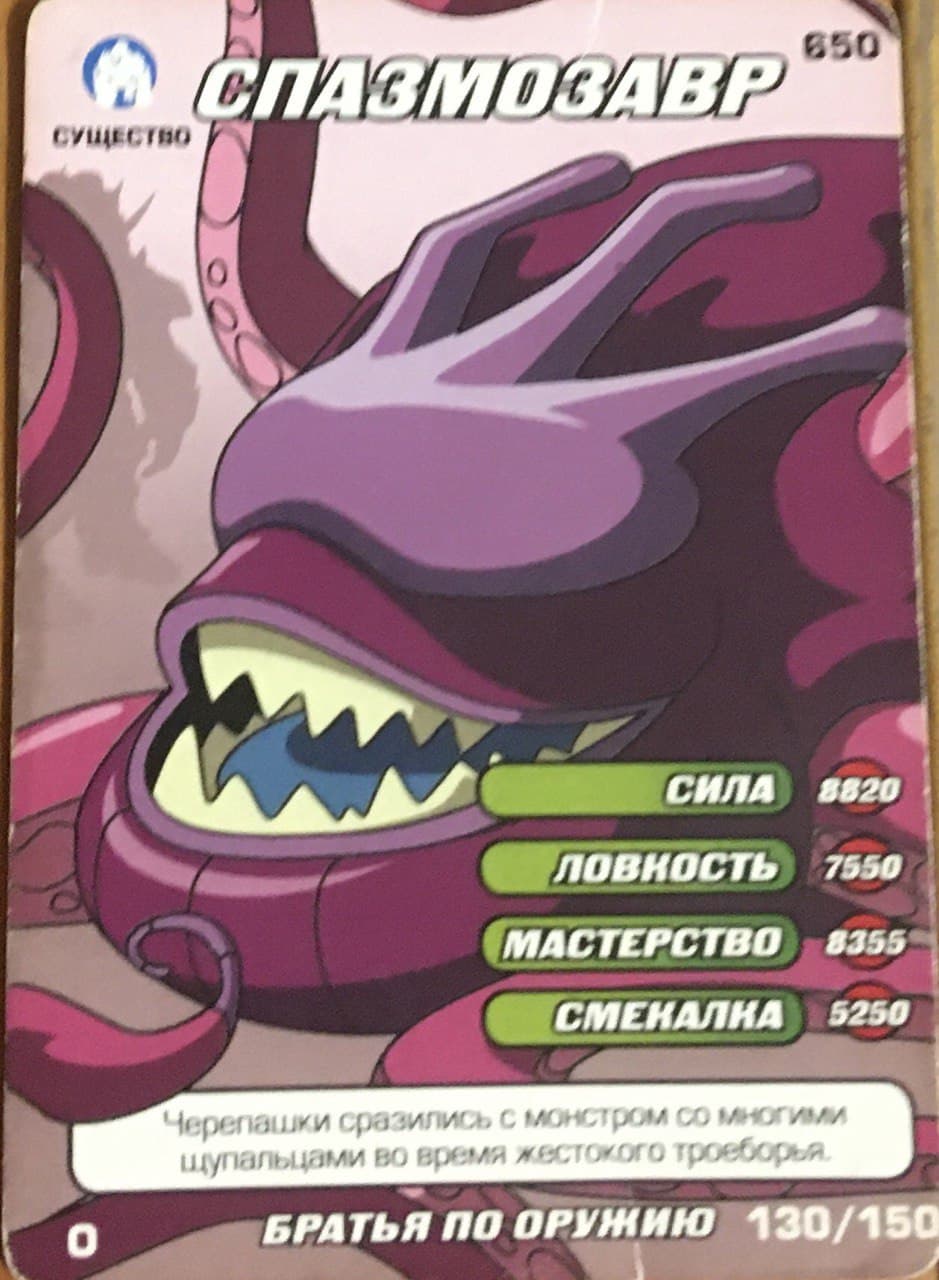 650
СПАЗМОЗАВР
СУЩЕСТВО
СИЛА 8820
ЛОВКОСТЬ 7550
МАСТЕРСТВО 8355
СМЕКАЛКА 5250
Черепашки сразились с монстром со многими
щупальцами во время жестокого троеборья.
0 БРАТЬЯ ПО ОРУЖИЮ 130/150